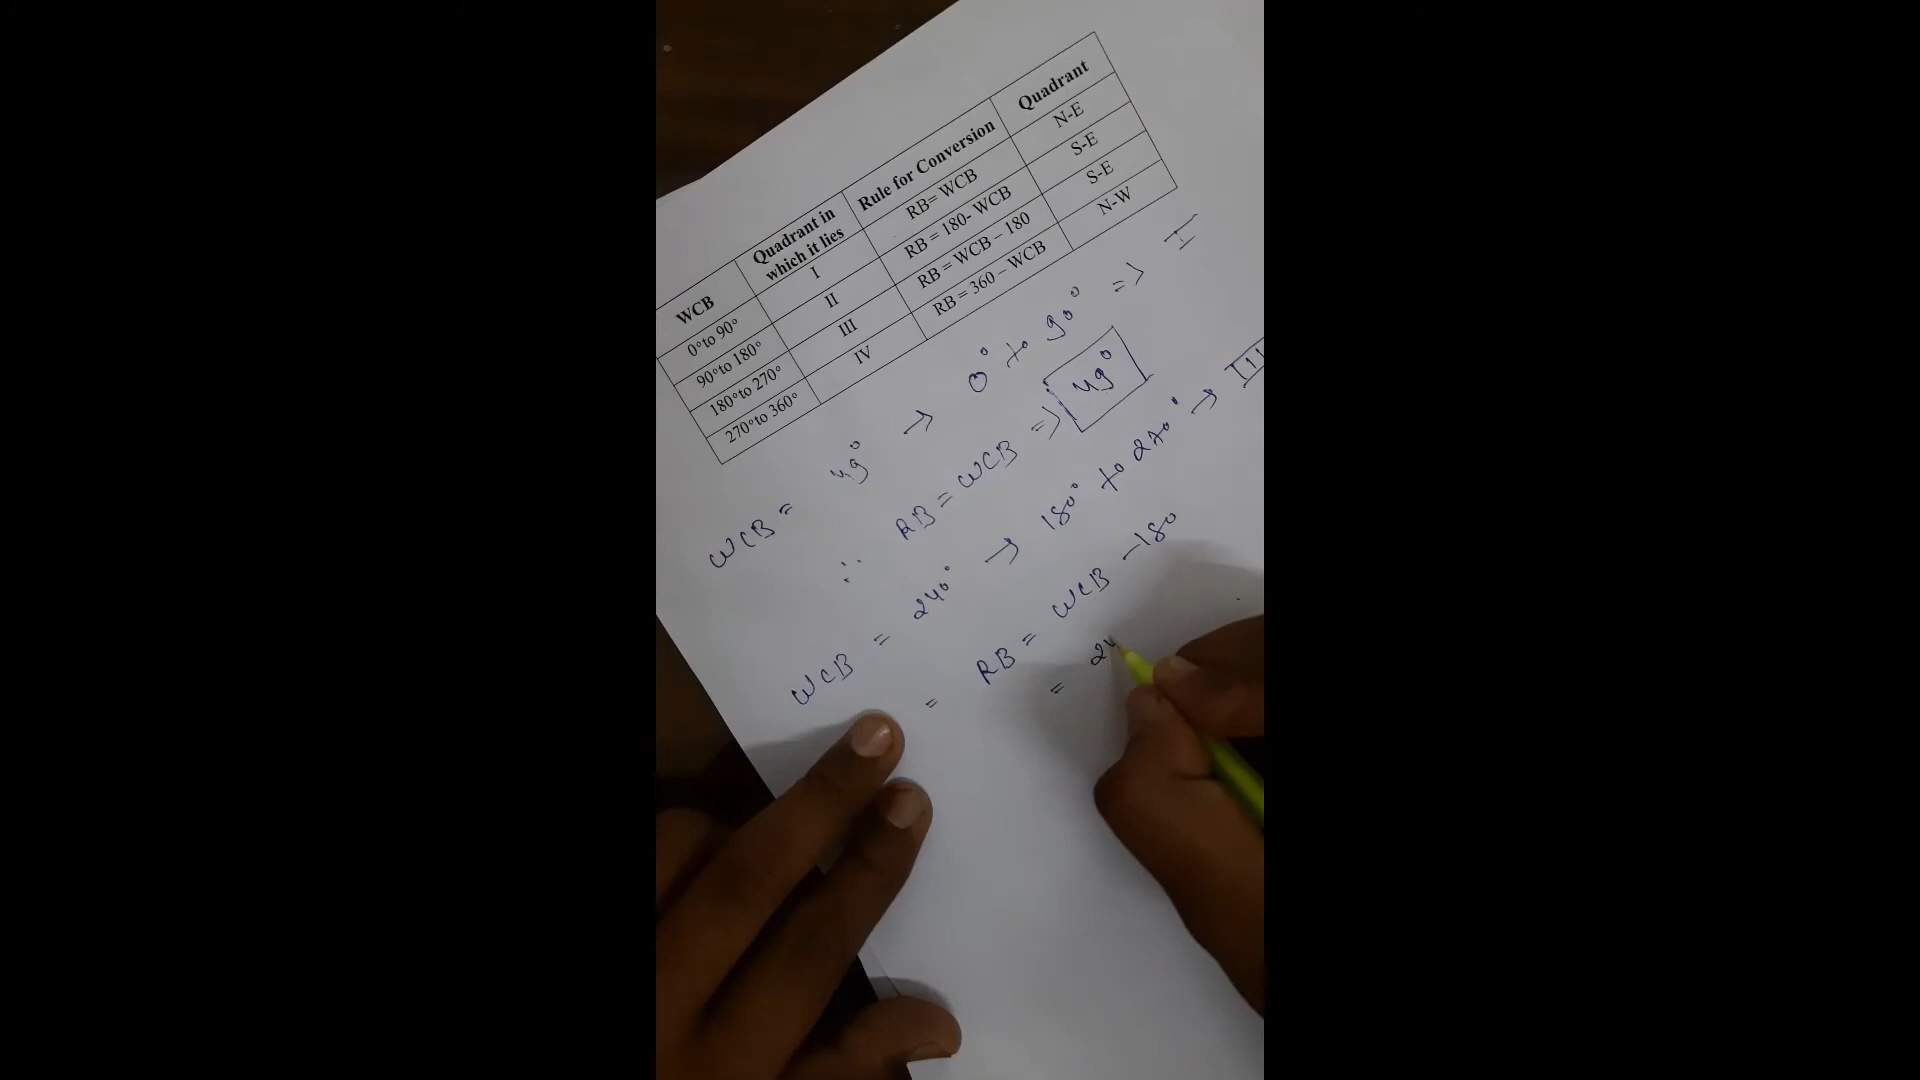 WCB Quadrant in which it lies Rule for Conversion Quadrant
0°to 90° I RB= WCB N-E
90°to 180° II RB = 180- WCB S-E
180°to 270° III RB = WCB – 180 S-E
270°to 360° IV RB = 360 – WCB N-W
WCB = 49° → 0° to 90° => I
∴ RB = WCB => 49°
WCB = 240° → 180° to 270° → III
= RB = WCB - 180
= 24